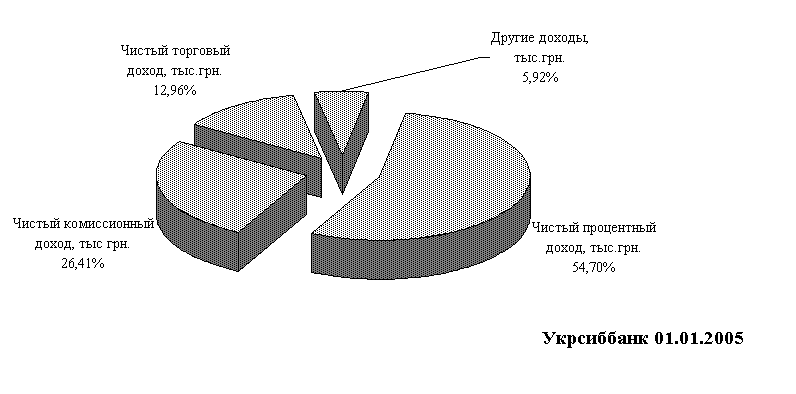 Чистый торговый
доход, тыс.грн.
12,96%
Другие доходы,
тыс.грн.
5,92%
Чистый комиссионный
доход, тыс грн.
26,41%
Чистый процентный
доход, тыс.грн.
54,70%
Укрсиббанк 01.01.2005